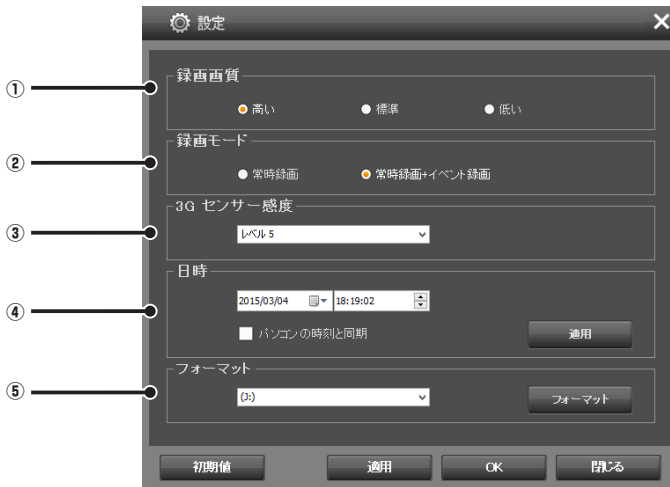 設定
①
録画画質
高い 標準 低い
②
録画モード
常時録画 常時録画+イベント録画
③
3G センサー感度
レベル 5
④
日時
2015/03/04 18:19:02
パソコンの時刻と同期 適用
⑤
フォーマット
(J:) フォーマット
初期値 適用 OK 閉じる